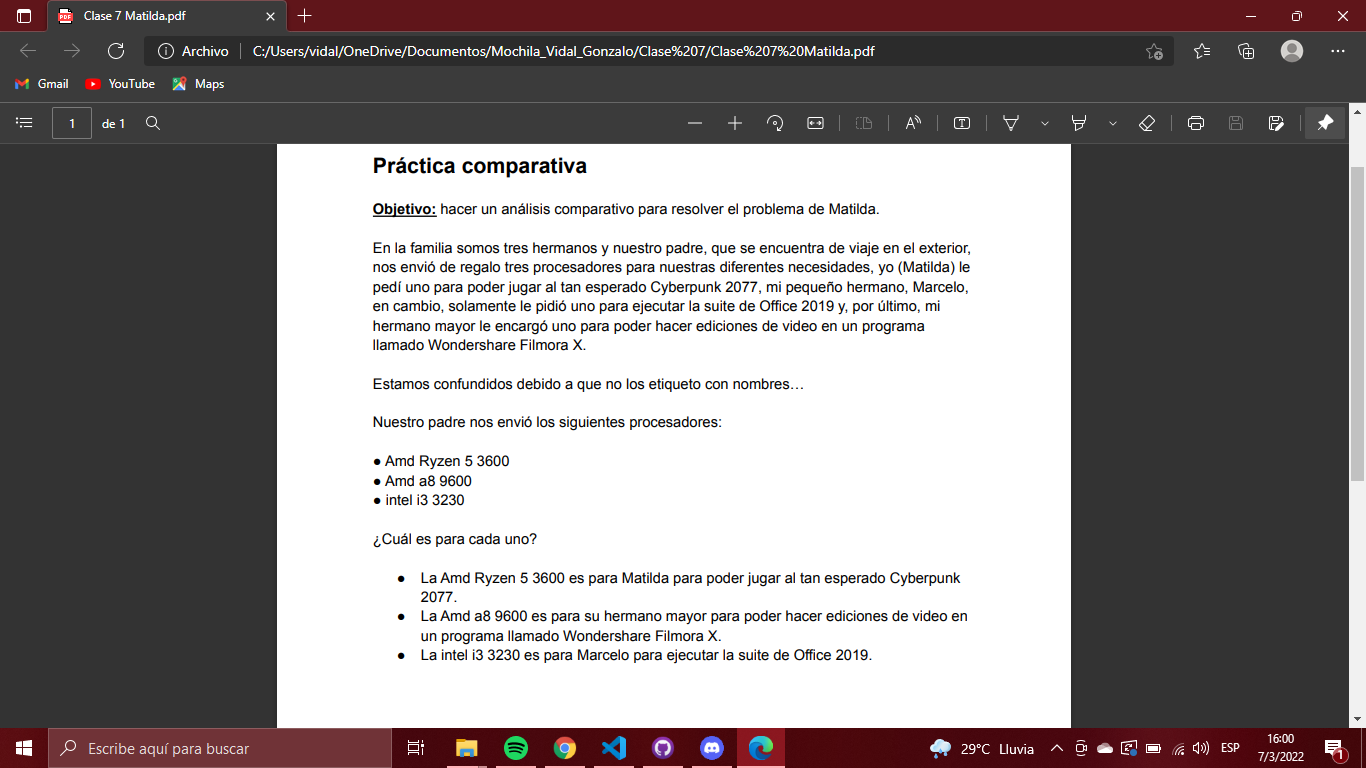 Clase 7 Matilda.pdf
Archivo
C:/Users/vidal/OneDrive/Documentos/Mochila_Vidal_Gonzalo/Clase%207/Clase%207%20Matilda.pdf
Gmail
YouTube
Maps
1 de 1
Práctica comparativa
Objetivo: hacer un análisis comparativo para resolver el problema de Matilda.
En la familia somos tres hermanos y nuestro padre, que se encuentra de viaje en el exterior,
nos envió de regalo tres procesadores para nuestras diferentes necesidades, yo (Matilda) le
pedí uno para poder jugar al tan esperado Cyberpunk 2077, mi pequeño hermano, Marcelo,
en cambio, solamente le pidió uno para ejecutar la suite de Office 2019 y, por último, mi
hermano mayor le encargó uno para poder hacer ediciones de video en un programa
llamado Wondershare Filmora X.
Estamos confundidos debido a que no los etiqueto con nombres…
Nuestro padre nos envió los siguientes procesadores:
● Amd Ryzen 5 3600
● Amd a8 9600
● intel i3 3230
¿Cuál es para cada uno?
● La Amd Ryzen 5 3600 es para Matilda para poder jugar al tan esperado Cyberpunk
2077.
● La Amd a8 9600 es para su hermano mayor para poder hacer ediciones de video en
un programa llamado Wondershare Filmora X.
● La intel i3 3230 es para Marcelo para ejecutar la suite de Office 2019.
Escribe aquí para buscar
29°C Lluvia
ESP
16:00
7/3/2022
1